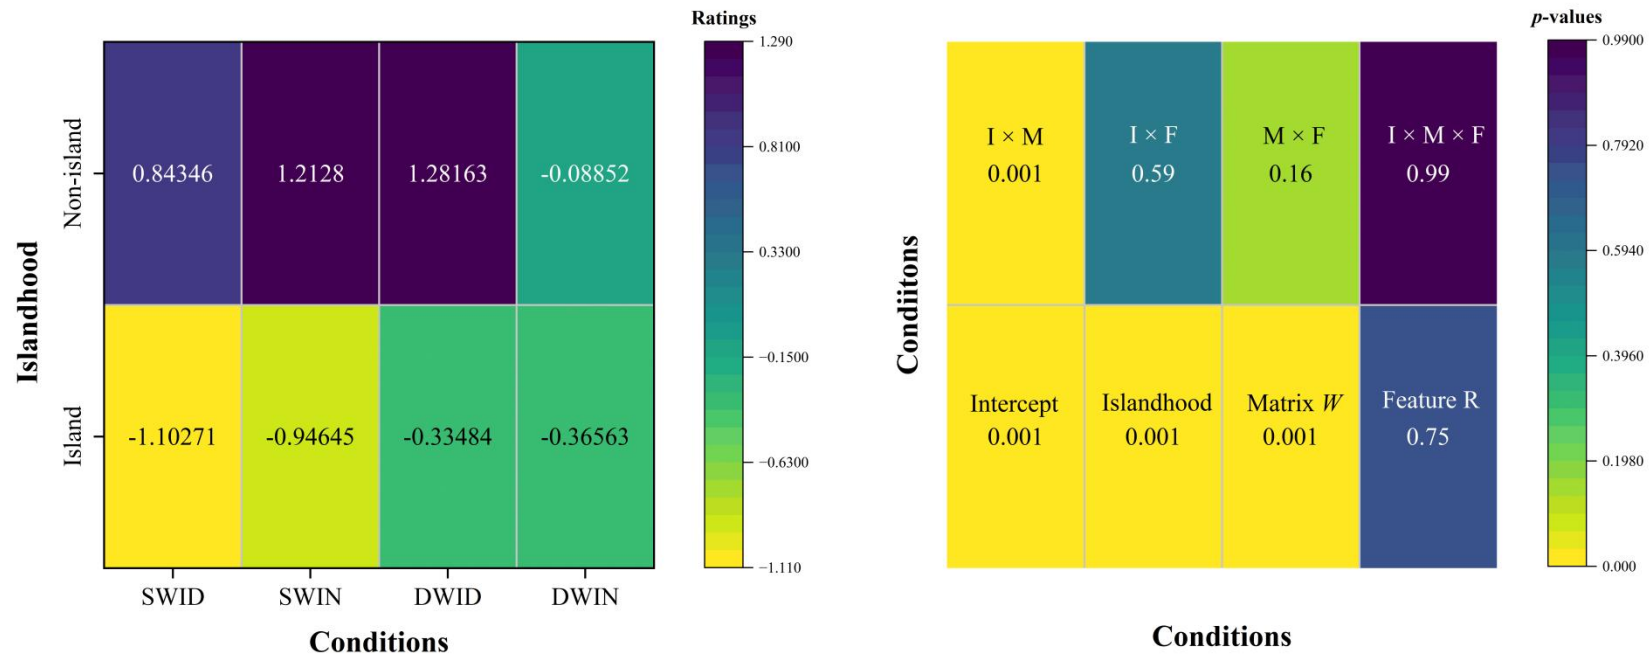 Ratings
1.290
0.8100
0.3300
−0.1500
−0.6300
−1.110
Islandhood
Non-island
Island
0.84346 1.2128 1.28163 -0.08852
-1.10271 -0.94645 -0.33484 -0.36563
SWID SWIN DWID DWIN
Conditions
p-values
0.9900
0.7920
0.5940
0.3960
0.1980
0.000
Condiitons
I × M I × F M × F I × M × F
0.001 0.59 0.16 0.99
Intercept Islandhood Matrix W Feature R
0.001 0.001 0.001 0.75
Conditions